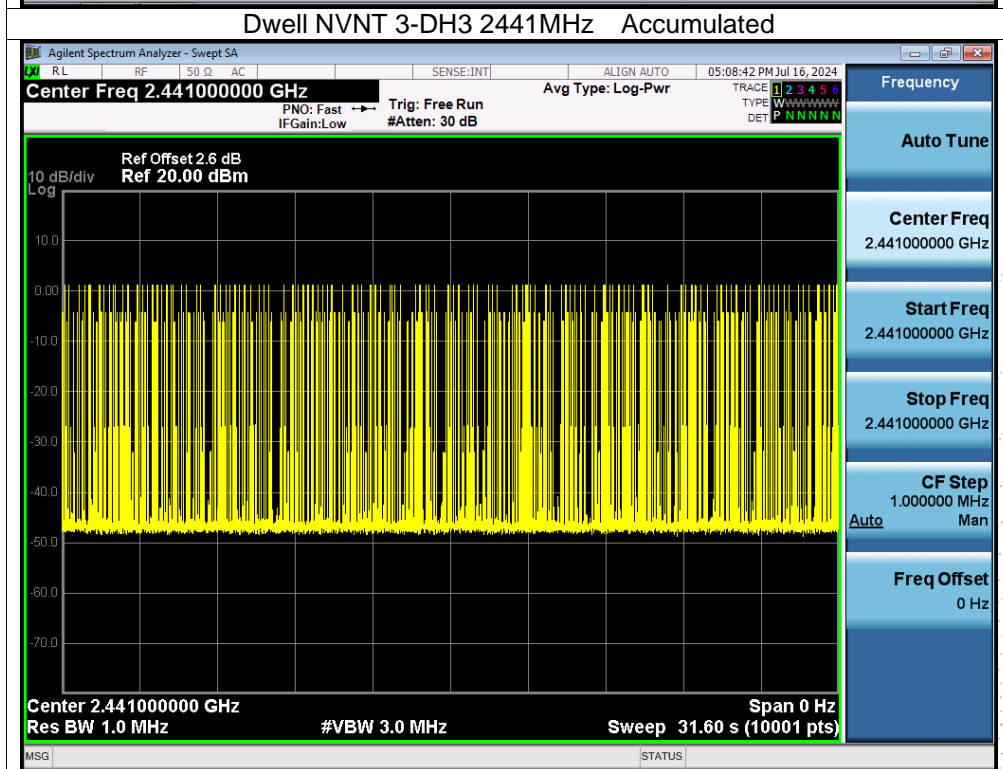 Dwell NVNT 3-DH3 2441MHz Accumulated
Agilent Spectrum Analyzer - Swept SA
LXI RL RF 50 Ω AC SENSE:INT ALIGN AUTO 05:08:42 PM Jul 16, 2024
Center Freq 2.441000000 GHz Avg Type: Log-Pwr TRACE 1 2 3 4 5 6
PNO: Fast Trig: Free Run TYPE WWWWWWW
IFGain:Low #Atten: 30 dB DET P N N N N N
Ref Offset 2.6 dB
10 dB/div Ref 20.00 dBm
Log
10.0
0.00
-10.0
-20.0
-30.0
-40.0
-50.0
-60.0
-70.0
Center 2.441000000 GHz Span 0 Hz
Res BW 1.0 MHz #VBW 3.0 MHz Sweep 31.60 s (10001 pts)
MSG STATUS
Frequency
Auto Tune
Center Freq
2.441000000 GHz
Start Freq
2.441000000 GHz
Stop Freq
2.441000000 GHz
CF Step
1.000000 MHz
Auto Man
Freq Offset
0 Hz